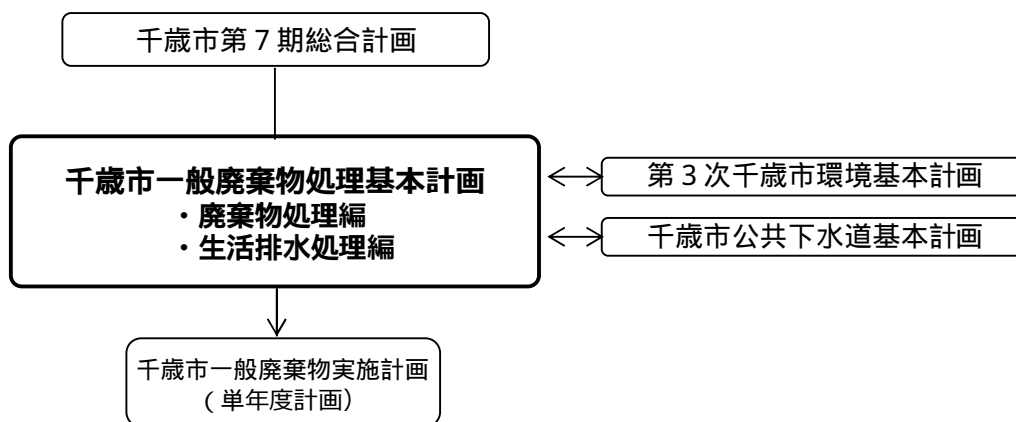 千歳市第7期総合計画
千歳市一般廃棄物処理基本計画
・廃棄物処理編
・生活排水処理編
第3次千歳市環境基本計画
千歳市公共下水道基本計画
千歳市一般廃棄物実施計画
(単年度計画)